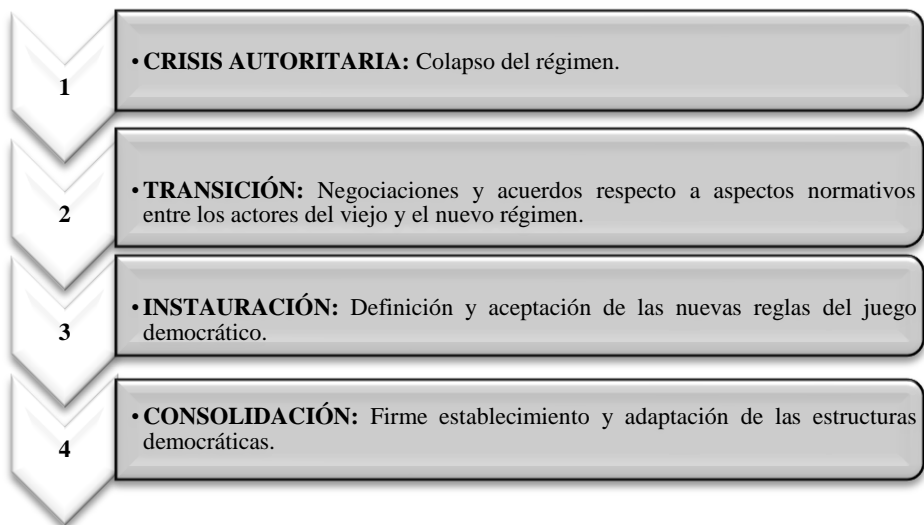 1
• CRISIS AUTORITARIA: Colapso del régimen.
2
• TRANSICIÓN: Negociaciones y acuerdos respecto a aspectos normativos
entre los actores del viejo y el nuevo régimen.
3
• INSTAURACIÓN: Definición y aceptación de las nuevas reglas del juego
democrático.
4
• CONSOLIDACIÓN: Firme establecimiento y adaptación de las estructuras
democráticas.